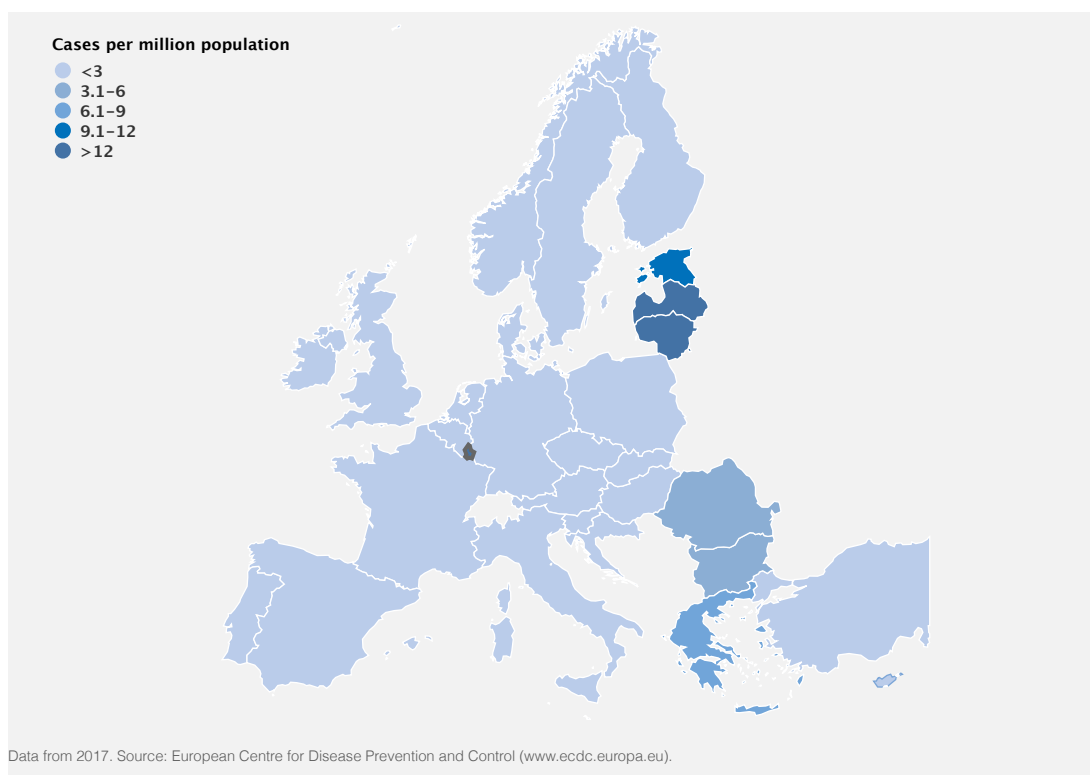 Cases per million population
<3
3.1–6
6.1–9
9.1–12
>12
Data from 2017. Source: European Centre for Disease Prevention and Control (www.ecdc.europa.eu).